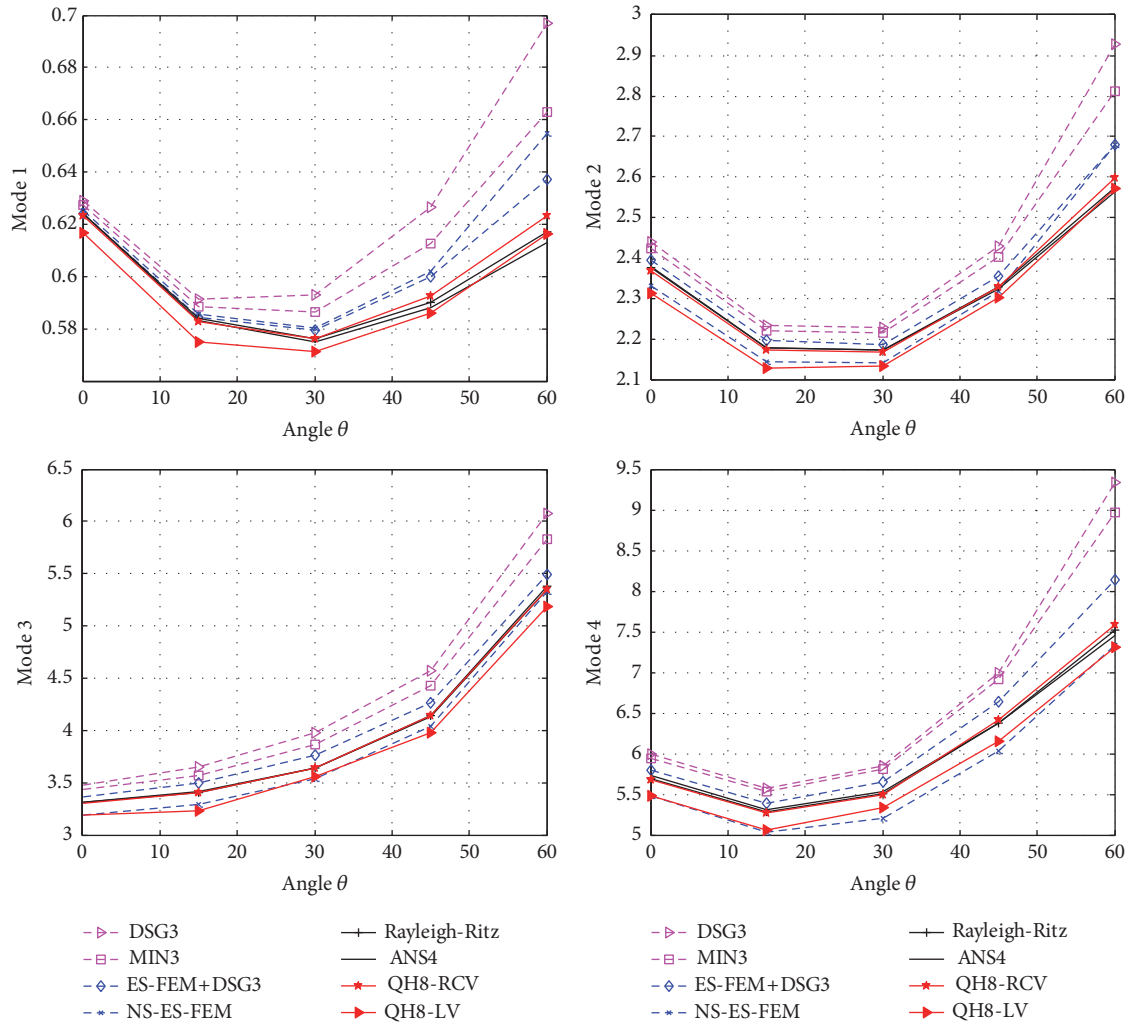 0.7
0.68
0.66
0.64
0.62
0.6
0.58
Mode 1
0 10 20 30 40 50 60
Angle θ
3
2.9
2.8
2.7
2.6
2.5
2.4
2.3
2.2
2.1
Mode 2
0 10 20 30 40 50 60
Angle θ
6.5
6
5.5
5
4.5
4
3.5
3
Mode 3
0 10 20 30 40 50 60
Angle θ
9.5
9
8.5
8
7.5
7
6.5
6
5.5
5
Mode 4
0 10 20 30 40 50 60
Angle θ
DSG3
MIN3
ES-FEM+DSG3
NS-ES-FEM
Rayleigh-Ritz
ANS4
QH8-RCV
QH8-LV
DSG3
MIN3
ES-FEM+DSG3
NS-ES-FEM
Rayleigh-Ritz
ANS4
QH8-RCV
QH8-LV